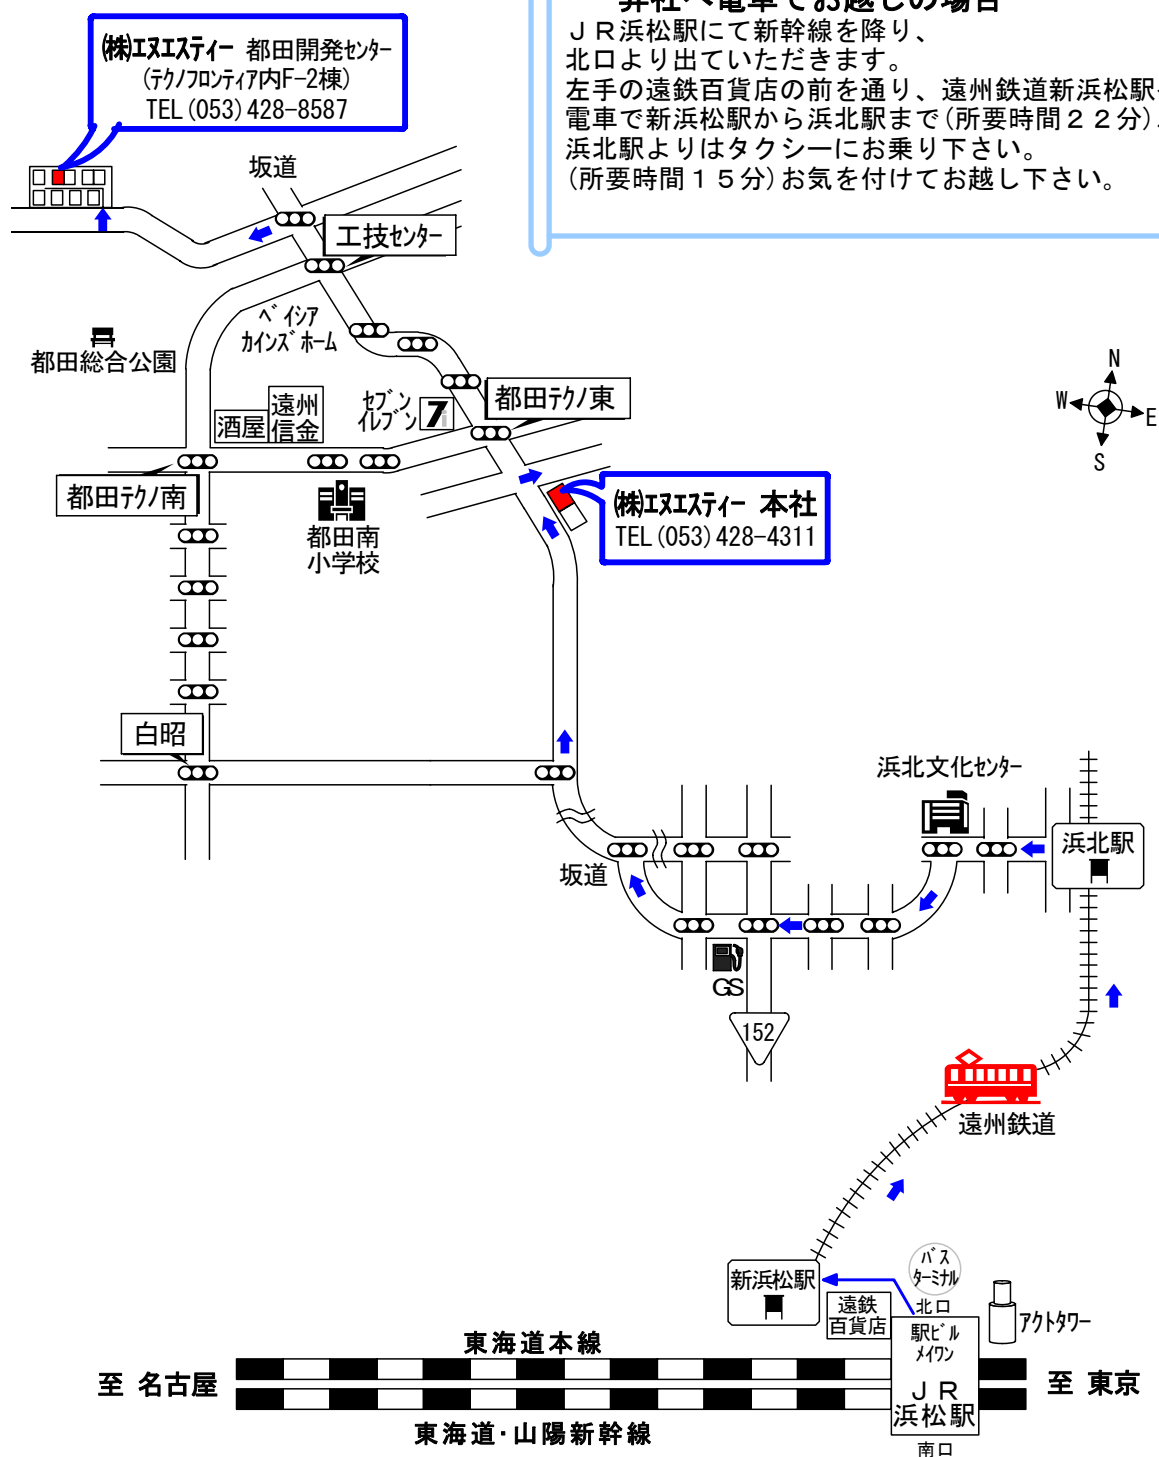 弊社へ電車でお越しの場合
ＪＲ浜松駅にて新幹線を降り、
北口より出ていただきます。
左手の遠鉄百貨店の前を通り、遠州鉄道新浜松駅
電車で新浜松駅から浜北駅まで(所要時間２２分)、
浜北駅よりはタクシーにお乗り下さい。
(所要時間１５分)お気を付けてお越し下さい。
(株)エヌエスティー 都田開発センター
(テクノフロンティア内F-2棟)
TEL(053)428-8587
坂道
工技センター
ベイシア
カインズホーム
都田総合公園
N
W
E
S
遠州
信金
酒屋
セブン
イレブン
7
都田テクノ東
都田テクノ南
都田南
小学校
(株)エヌエスティー 本社
TEL(053)428-4311
白昭
浜北文化センター
浜北駅
坂道
GS
152
遠州鉄道
バス
ターミナル
新浜松駅
遠鉄
百貨店
北口
駅ビル
メイワン
アクトタワー
東海道本線
至 名古屋
至 東京
ＪＲ
浜松駅
東海道・山陽新幹線
南口